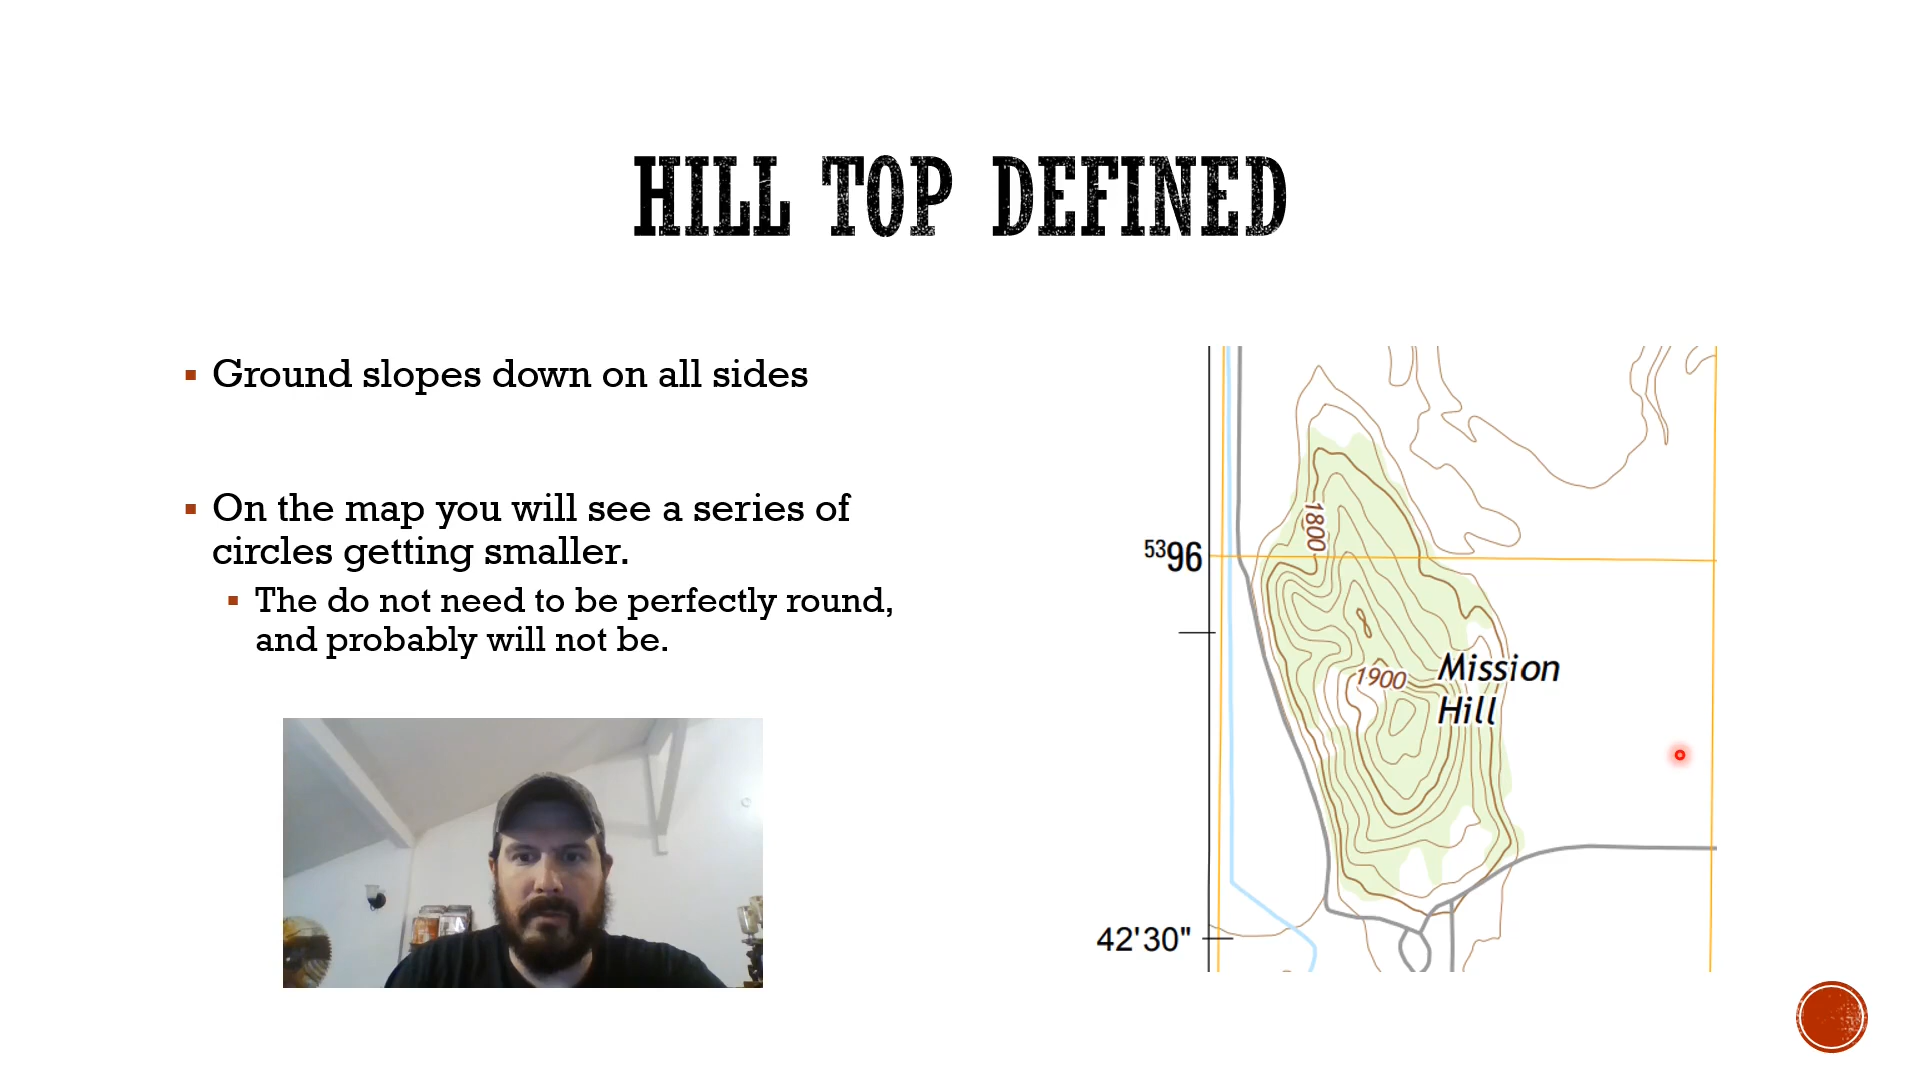 HILL TOP DEFINED
Ground slopes down on all sides
On the map you will see a series of
circles getting smaller.
The do not need to be perfectly round,
and probably will not be.
1800
5396
1900
Mission
Hill
42'30"